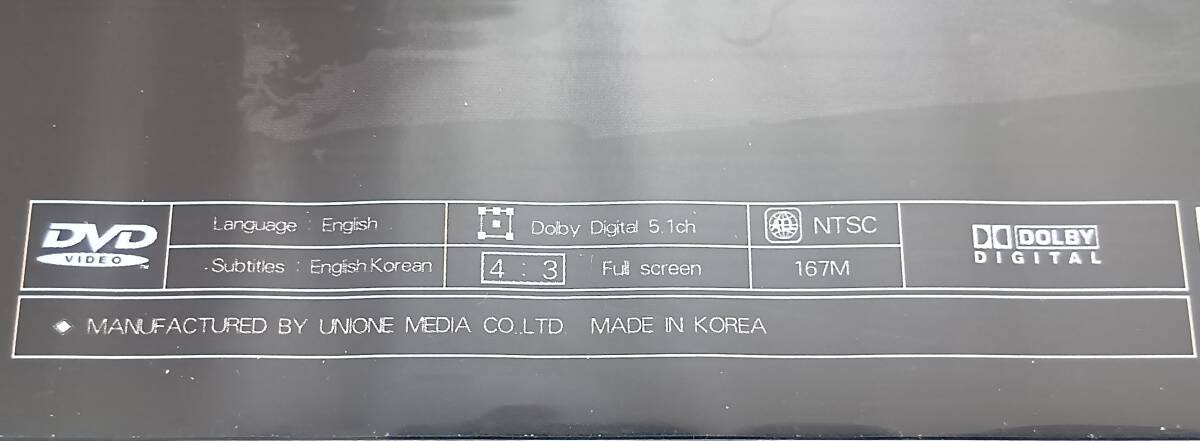 DVD
VIDEO
Language : English
Subtitles : English.Korean
Dolby Digital 5.1ch
4 : 3 Full screen
ALL NTSC
167M
DOLBY
DIGITAL
◈ MANUFACTURED BY UNIONE MEDIA CO.,LTD. MADE IN KOREA